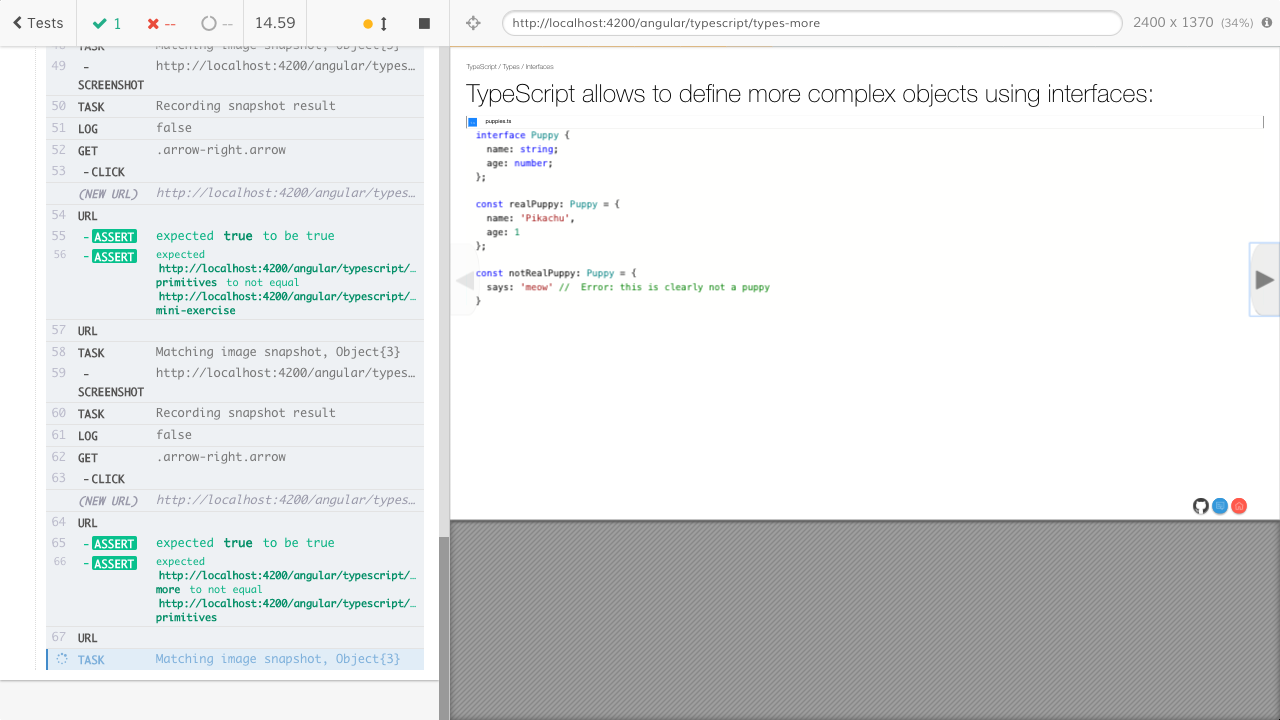 Tests
1
--
--
14.59
http://localhost:4200/angular/typescript/types-more
2400 x 1370 (34%)
48 TASK Matching image snapshot, Object{3}
49 - SCREENSHOT http://localhost:4200/angular/types…
50 TASK Recording snapshot result
51 LOG false
52 GET .arrow-right.arrow
53 - CLICK
(NEW URL) http://localhost:4200/angular/types…
54 URL
55 - ASSERT expected true to be true
56 - ASSERT expected
http://localhost:4200/angular/typescript/…
primitives to not equal
http://localhost:4200/angular/typescript/…
mini-exercise
57 URL
58 TASK Matching image snapshot, Object{3}
59 - SCREENSHOT http://localhost:4200/angular/types…
60 TASK Recording snapshot result
61 LOG false
62 GET .arrow-right.arrow
63 - CLICK
(NEW URL) http://localhost:4200/angular/types…
64 URL
65 - ASSERT expected true to be true
66 - ASSERT expected
http://localhost:4200/angular/typescript/…
more to not equal
http://localhost:4200/angular/typescript/…
primitives
67 URL
TASK Matching image snapshot, Object{3}
TypeScript / Types / Interfaces
TypeScript allows to define more complex objects using interfaces:
puppies.ts
interface Puppy {
name: string;
age: number;
};
const realPuppy: Puppy = {
name: 'Pikachu',
age: 1
};
const notRealPuppy: Puppy = {
says: 'meow' // Error: this is clearly not a puppy
}